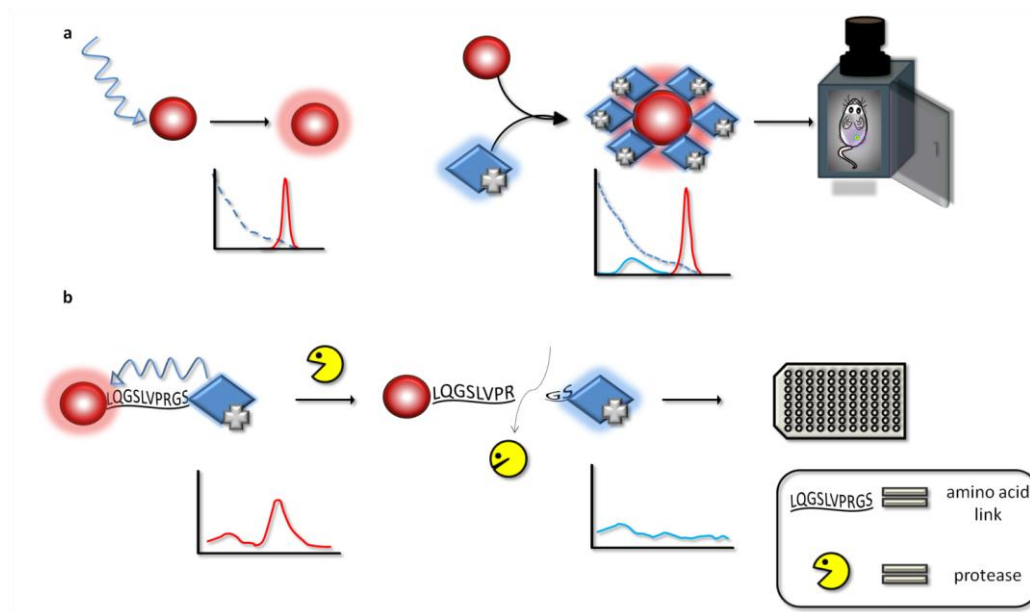 a
b
LQGSLVPRGS
LQGSLVPR
GS
LQGSLVPRGS
amino acid
link
protease